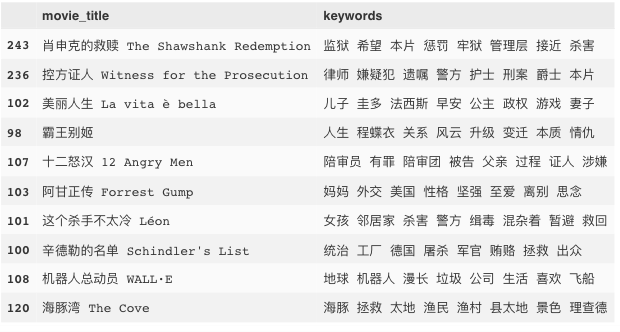 movie_title keywords
243 肖申克的救赎 The Shawshank Redemption 监狱 希望 本片 惩罚 牢狱 管理层 接近 杀害
236 控方证人 Witness for the Prosecution 律师 嫌疑犯 遗嘱 警方 护士 刑案 爵士 本片
102 美丽人生 La vita è bella 儿子 圭多 法西斯 早安 公主 政权 游戏 妻子
98 霸王别姬 人生 程蝶衣 关系 风云 升级 变迁 本质 情仇
107 十二怒汉 12 Angry Men 陪审员 有罪 陪审团 被告 父亲 过程 证人 涉嫌
103 阿甘正传 Forrest Gump 妈妈 外交 美国 性格 坚强 至爱 离别 思念
101 这个杀手不太冷 Léon 女孩 邻居家 杀害 警方 缉毒 混杂着 暂避 救回
100 辛德勒的名单 Schindler's List 统治 工厂 德国 屠杀 军官 贿赂 拯救 出众
108 机器人总动员 WALL·E 地球 机器人 漫长 垃圾 公司 生活 喜欢 飞船
120 海豚湾 The Cove 海豚 拯救 太地 渔民 渔村 县太地 景色 理查德